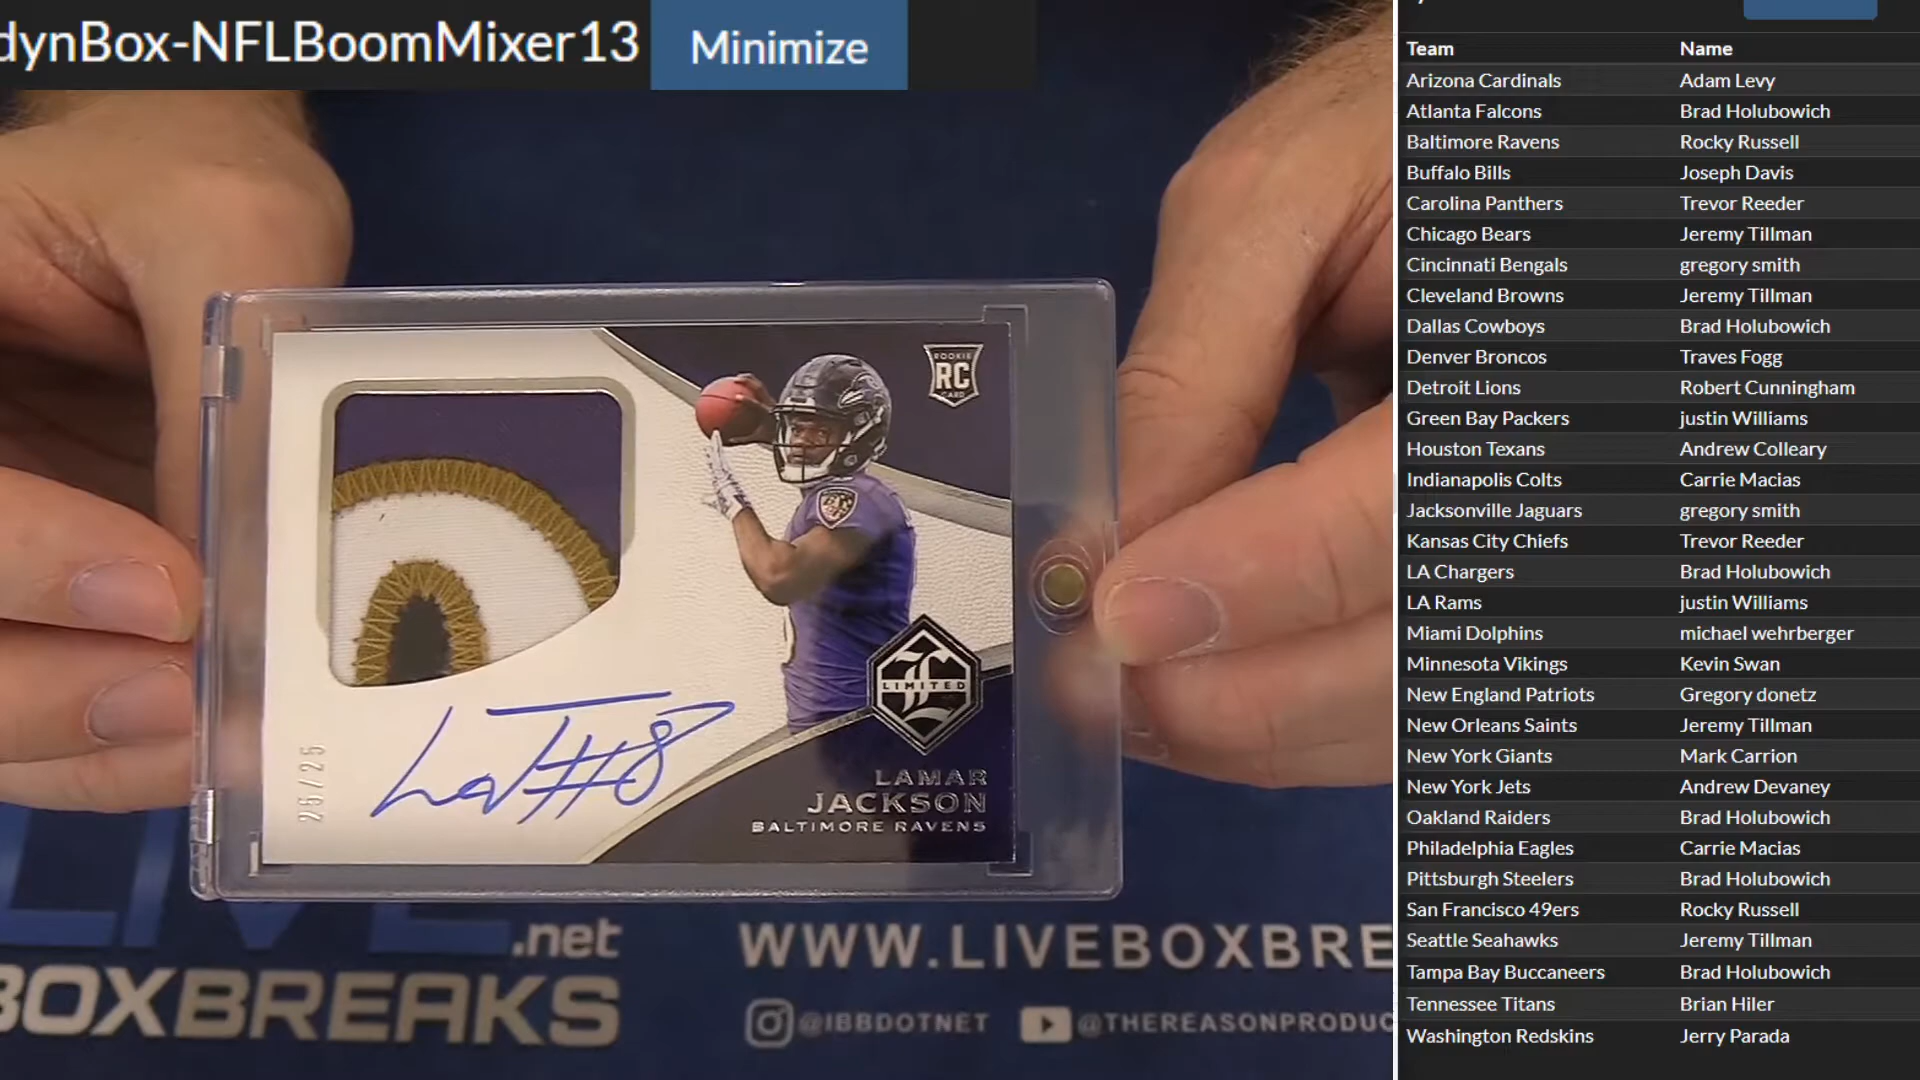 dynBox-NFLBoomMixer13
Minimize
ROOKIE
RC
CARD
LIMITED
LAMAR
JACKSON
BALTIMORE RAVENS
25/25
LIVE.net
BOXBREAKS
WWW.LIVEBOXBRE
@IBBDOTNET
@THEREASONPRODUC
Team Name
Arizona Cardinals Adam Levy
Atlanta Falcons Brad Holubowich
Baltimore Ravens Rocky Russell
Buffalo Bills Joseph Davis
Carolina Panthers Trevor Reeder
Chicago Bears Jeremy Tillman
Cincinnati Bengals gregory smith
Cleveland Browns Jeremy Tillman
Dallas Cowboys Brad Holubowich
Denver Broncos Traves Fogg
Detroit Lions Robert Cunningham
Green Bay Packers justin Williams
Houston Texans Andrew Colleary
Indianapolis Colts Carrie Macias
Jacksonville Jaguars gregory smith
Kansas City Chiefs Trevor Reeder
LA Chargers Brad Holubowich
LA Rams justin Williams
Miami Dolphins michael wehrberger
Minnesota Vikings Kevin Swan
New England Patriots Gregory donetz
New Orleans Saints Jeremy Tillman
New York Giants Mark Carrion
New York Jets Andrew Devaney
Oakland Raiders Brad Holubowich
Philadelphia Eagles Carrie Macias
Pittsburgh Steelers Brad Holubowich
San Francisco 49ers Rocky Russell
Seattle Seahawks Jeremy Tillman
Tampa Bay Buccaneers Brad Holubowich
Tennessee Titans Brian Hiler
Washington Redskins Jerry Parada